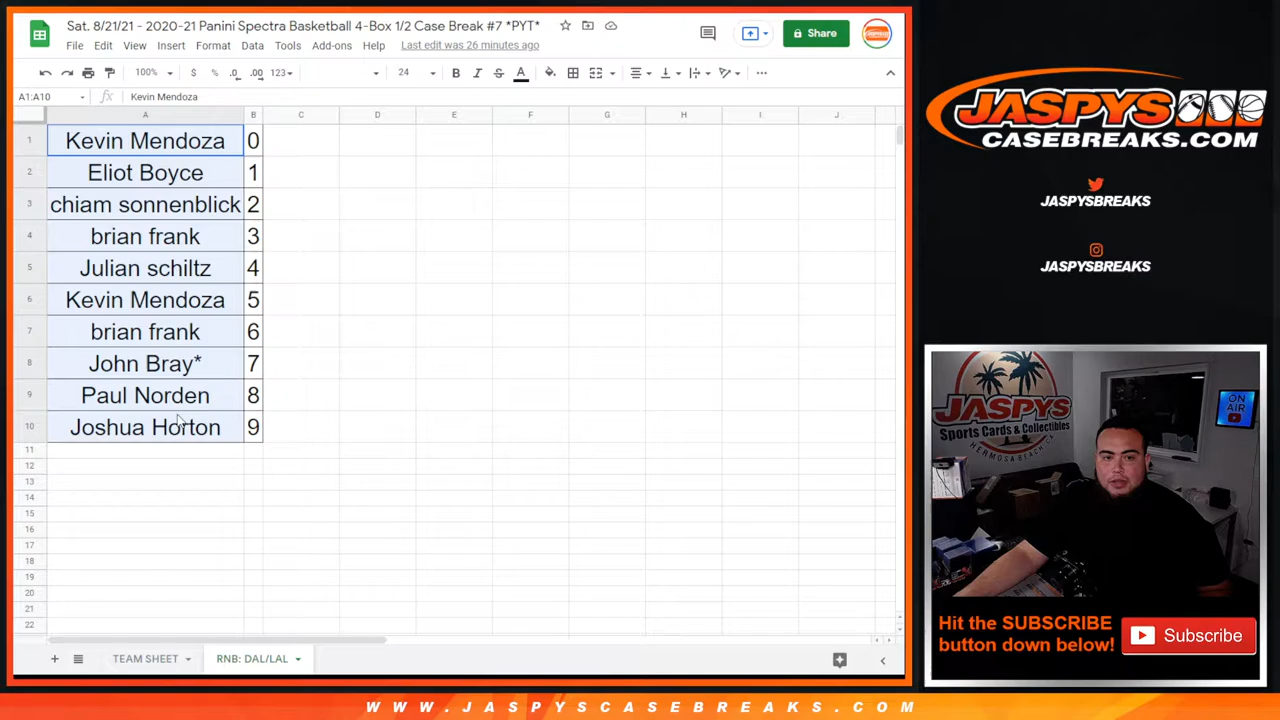 Sat. 8/21/21 - 2020-21 Panini Spectra Basketball 4-Box 1/2 Case Break #7 *PYT*
File Edit View Insert Format Data Tools Add-ons Help Last edit was 26 minutes ago
Share
100% $ % .0 .00 123 24 B I S A
A1:A10 fx Kevin Mendoza
A B C D E F G H I J
1 Kevin Mendoza 0
2 Eliot Boyce 1
3 chiam sonnenblick 2
4 brian frank 3
5 Julian schiltz 4
6 Kevin Mendoza 5
7 brian frank 6
8 John Bray* 7
9 Paul Norden 8
10 Joshua Horton 9
11
12
13
14
15
16
17
18
19
20
21
22
TEAM SHEET RNB: DAL/LAL
JASPYS
CASEBREAKS.COM
JASPYSBREAKS
JASPYSBREAKS
JASPYS
Sports Cards & Collectibles
HERMOSA BEACH
ON
AIR
Hit the SUBSCRIBE
button down below!
Subscribe
WWW.JASPYSCASEBREAKS.COM